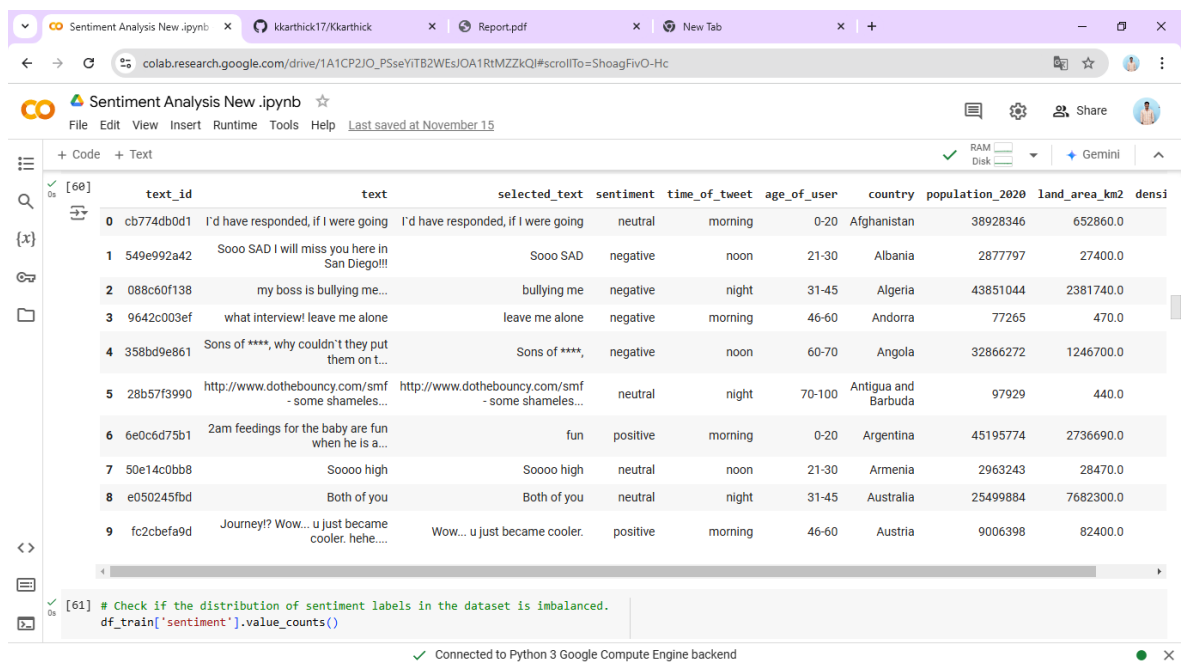 Sentiment Analysis New .ipynb
kkarthick17/Kkarthick
Report.pdf
New Tab
colab.research.google.com/drive/1A1CP2JO_PSseYiTB2WEsJOA1RtMZZkQI#scrollTo=ShoagFivO-Hc
Sentiment Analysis New .ipynb
File Edit View Insert Runtime Tools Help Last saved at November 15
Share
+ Code + Text
RAM
Disk
Gemini
0s
[60]
text_id text selected_text sentiment time_of_tweet age_of_user country population_2020 land_area_km2 densi
0 cb774db0d1 I`d have responded, if I were going I`d have responded, if I were going neutral morning 0-20 Afghanistan 38928346 652860.0
1 549e992a42 Sooo SAD I will miss you here in Sooo SAD negative noon 21-30 Albania 2877797 27400.0
San Diego!!!
2 088c60f138 my boss is bullying me... bullying me negative night 31-45 Algeria 43851044 2381740.0
3 9642c003ef what interview! leave me alone leave me alone negative morning 46-60 Andorra 77265 470.0
4 358bd9e861 Sons of ****, why couldn`t they put Sons of ****, negative noon 60-70 Angola 32866272 1246700.0
them on t...
5 28b57f3990 http://www.dothebouncy.com/smf http://www.dothebouncy.com/smf neutral night 70-100 Antigua and 97929 440.0
- some shameles... - some shameles... Barbuda
6 6e0c6d75b1 2am feedings for the baby are fun fun positive morning 0-20 Argentina 45195774 2736690.0
when he is a...
7 50e14c0bb8 Soooo high Soooo high neutral noon 21-30 Armenia 2963243 28470.0
8 e050245fbd Both of you Both of you neutral night 31-45 Australia 25499884 7682300.0
9 fc2cbefa9d Journey!? Wow... u just became Wow... u just became cooler. positive morning 46-60 Austria 9006398 82400.0
cooler. hehe....
0s
[61] # Check if the distribution of sentiment labels in the dataset is imbalanced.
df_train['sentiment'].value_counts()
Connected to Python 3 Google Compute Engine backend